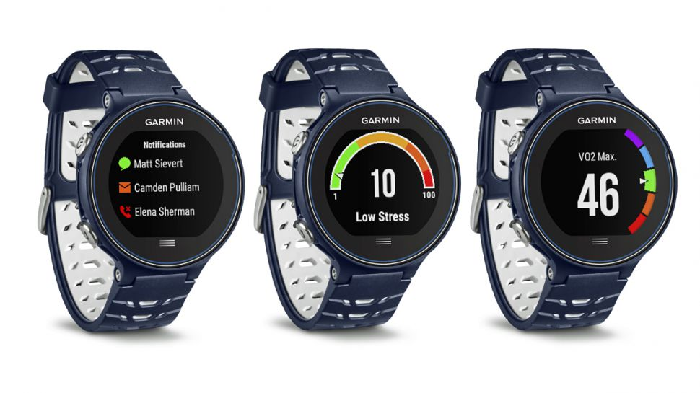 GARMIN
Notifications
Matt Sievert
Camden Pulliam
Elena Sherman
GARMIN
10
1
100
Low Stress
GARMIN
VO2 Max.
46